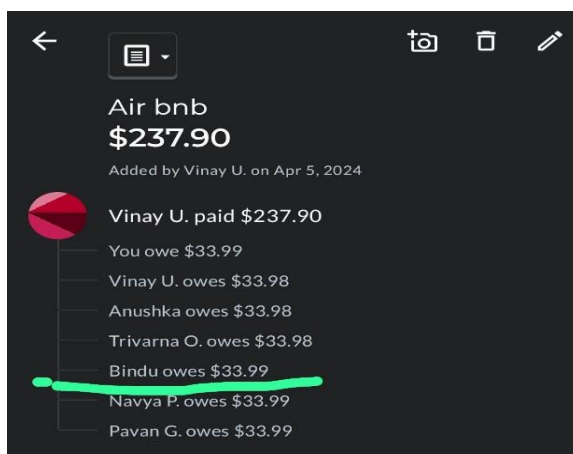 Air bnb
$237.90
Added by Vinay U. on Apr 5, 2024
Vinay U. paid $237.90
You owe $33.99
Vinay U. owes $33.98
Anushka owes $33.98
Trivarna O. owes $33.98
Bindu owes $33.99
Navya P. owes $33.99
Pavan G. owes $33.99